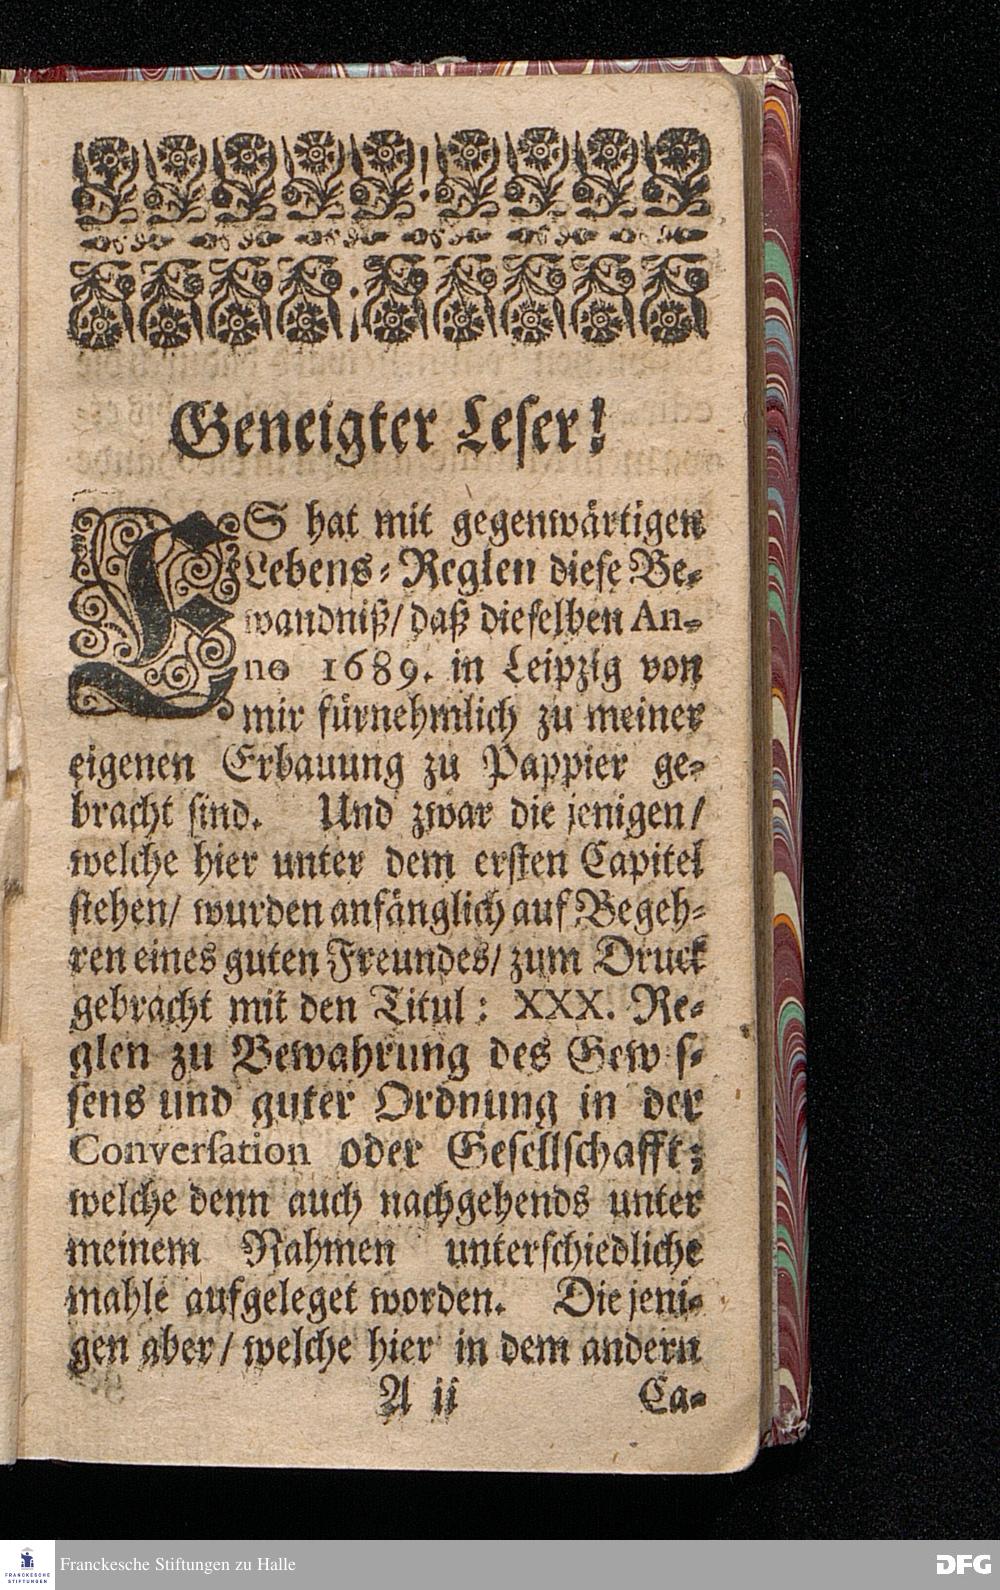 Geneigter Leser!
ES hat mit gegenwärtigen
Lebens-Reglen diese Be-
wandniß/ daß dieselben An-
no 1689. in Leipzig von
mir fürnehmlich zu meiner
eigenen Erbauung zu Pappier ge-
bracht sind. Und zwar die jenigen/
welche hier unter dem ersten Capitel
stehen/ wurden anfänglich auf Begeh-
ren eines guten Freundes/ zum Druck
gebracht mit den Titul: XXX. Re-
glen zu Bewahrung des Gew s-
sens und guter Ordnung in der
Conversation oder Gesellschafft;
welche denn auch nachgehends unter
meinem Nahmen unterschiedliche
mahle aufgeleget worden. Die jeni-
gen aber/ welche hier in dem andern
A ij
Ca-
FRANCKESCHE
STIFTUNGEN
Franckesche Stiftungen zu Halle
DFG